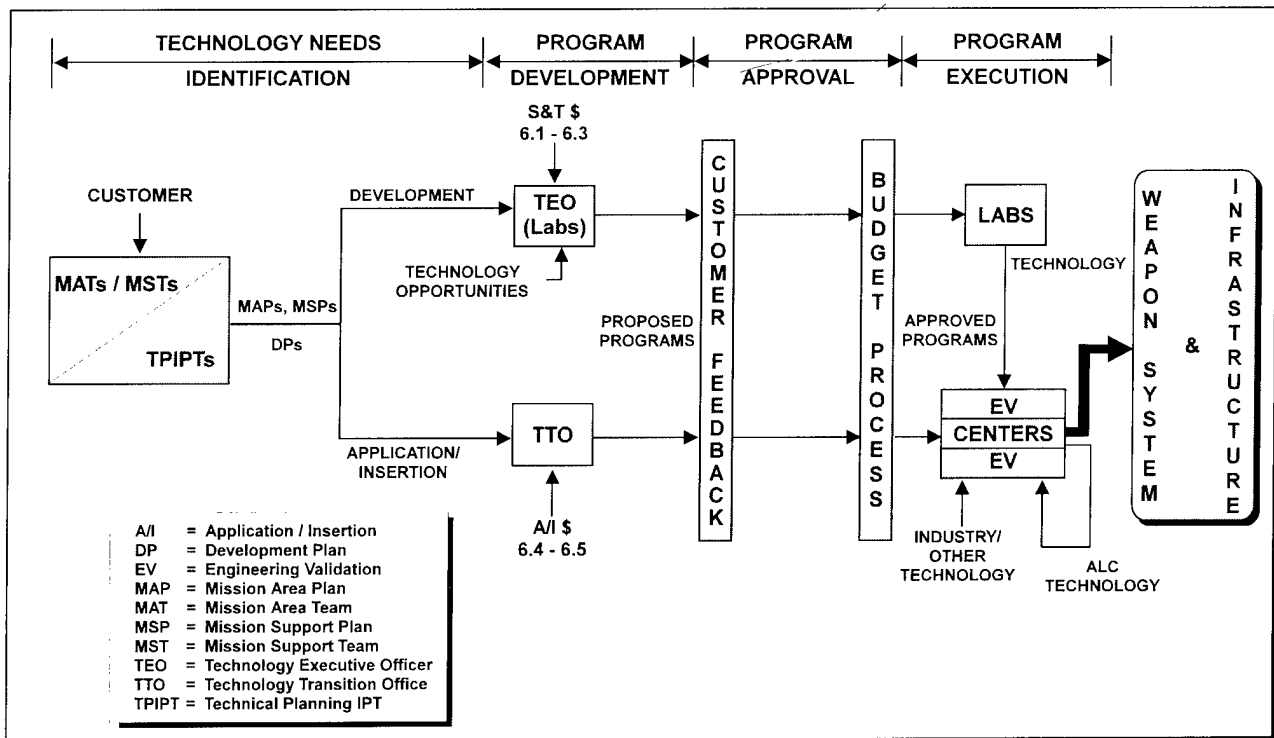 TECHNOLOGY NEEDS
IDENTIFICATION
PROGRAM
DEVELOPMENT
PROGRAM
APPROVAL
PROGRAM
EXECUTION
S&T $
6.1 - 6.3
CUSTOMER
MATs / MSTs
TPIPTs
MAPs, MSPs
DPs
DEVELOPMENT
TEO
(Labs)
TECHNOLOGY
OPPORTUNITIES
APPLICATION/
INSERTION
TTO
A/I $
6.4 - 6.5
PROPOSED
PROGRAMS
CUSTOMER FEEDBACK
BUDGET PROCESS
LABS
TECHNOLOGY
APPROVED
PROGRAMS
EV
CENTERS
EV
INDUSTRY/
OTHER
TECHNOLOGY
ALC
TECHNOLOGY
WEAPON SYSTEM
&
INFRASTRUCTURE
A/I = Application / Insertion
DP = Development Plan
EV = Engineering Validation
MAP = Mission Area Plan
MAT = Mission Area Team
MSP = Mission Support Plan
MST = Mission Support Team
TEO = Technology Executive Officer
TTO = Technology Transition Office
TPIPT = Technical Planning IPT